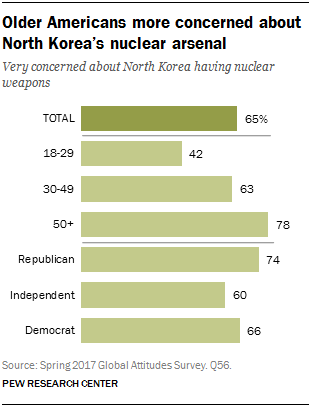 Older Americans more concerned about
North Korea's nuclear arsenal
Very concerned about North Korea having nuclear
weapons
TOTAL 65%
18-29 42
30-49 63
50+ 78
Republican 74
Independent 60
Democrat 66
Source: Spring 2017 Global Attitudes Survey. Q56.
PEW RESEARCH CENTER